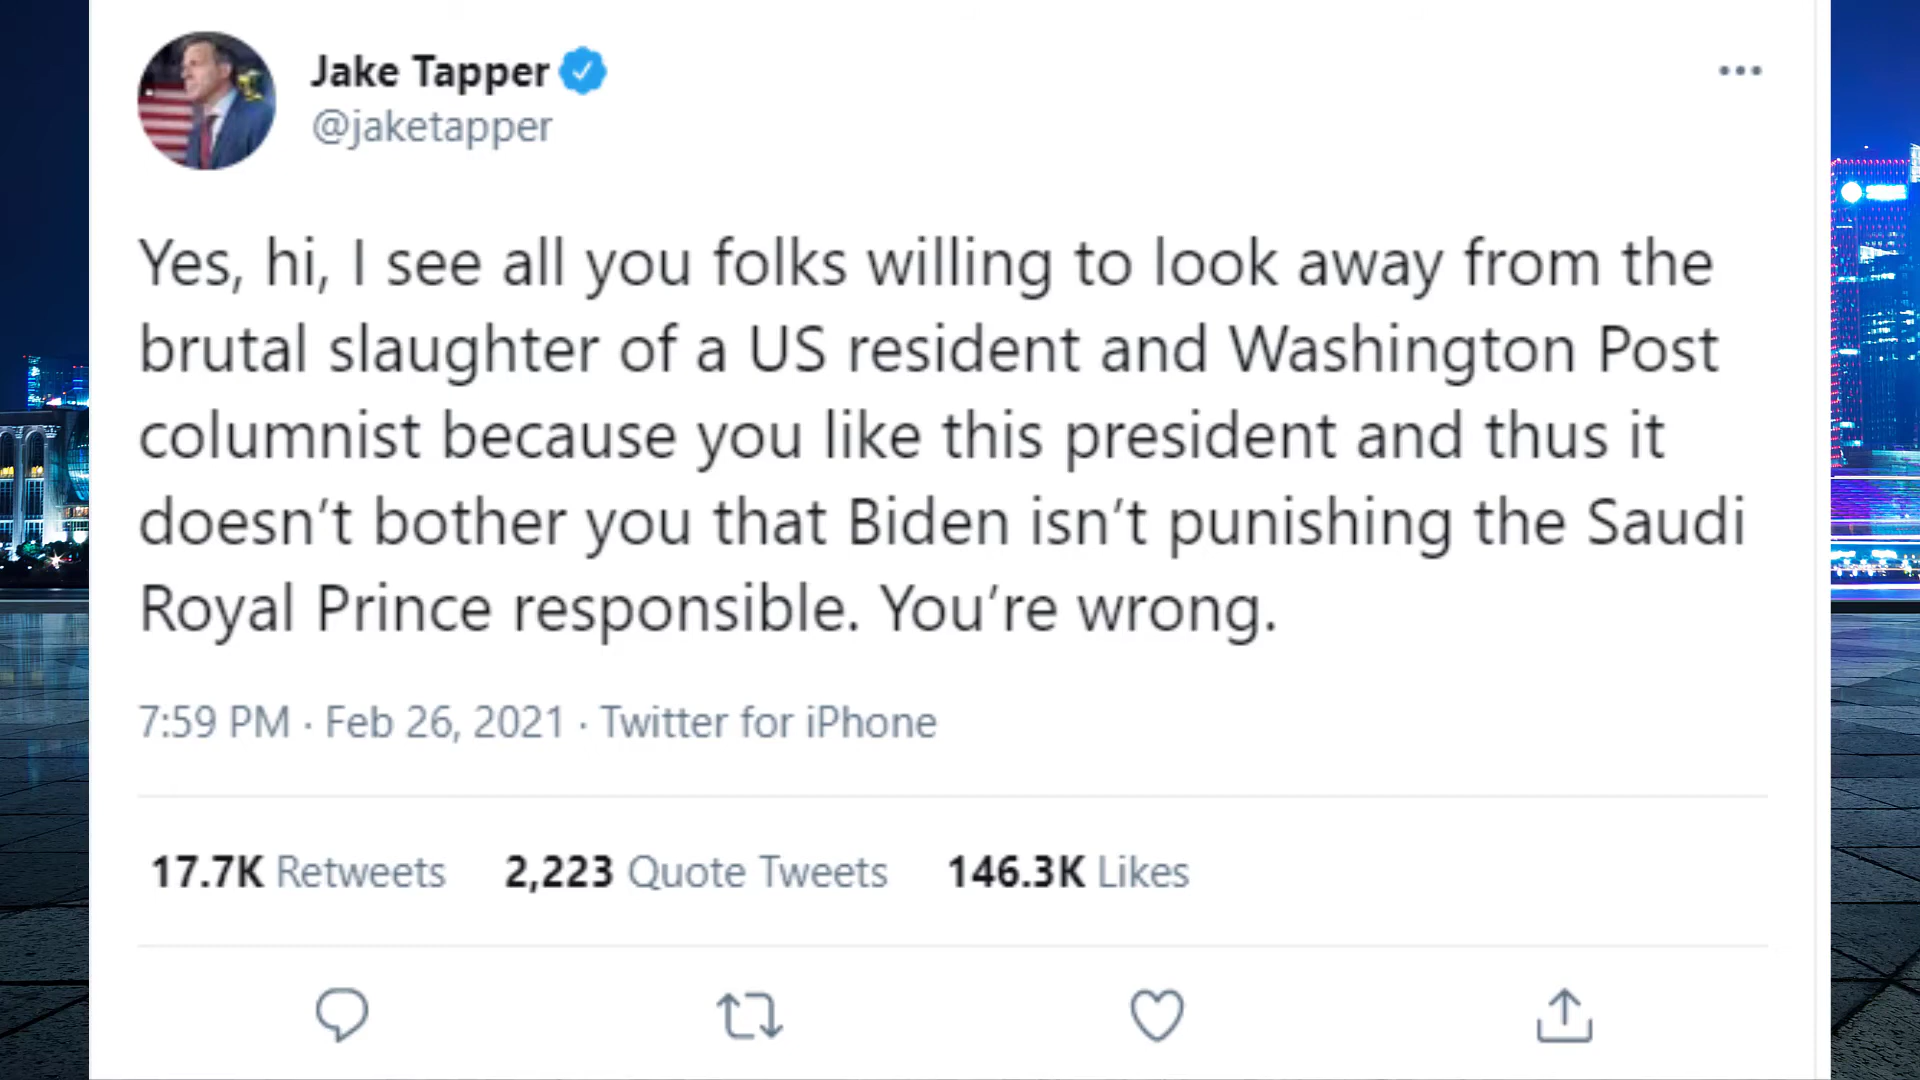 Jake Tapper
@jaketapper
Yes, hi, I see all you folks willing to look away from the
brutal slaughter of a US resident and Washington Post
columnist because you like this president and thus it
doesn’t bother you that Biden isn’t punishing the Saudi
Royal Prince responsible. You’re wrong.
7:59 PM · Feb 26, 2021 · Twitter for iPhone
17.7K Retweets 2,223 Quote Tweets 146.3K Likes